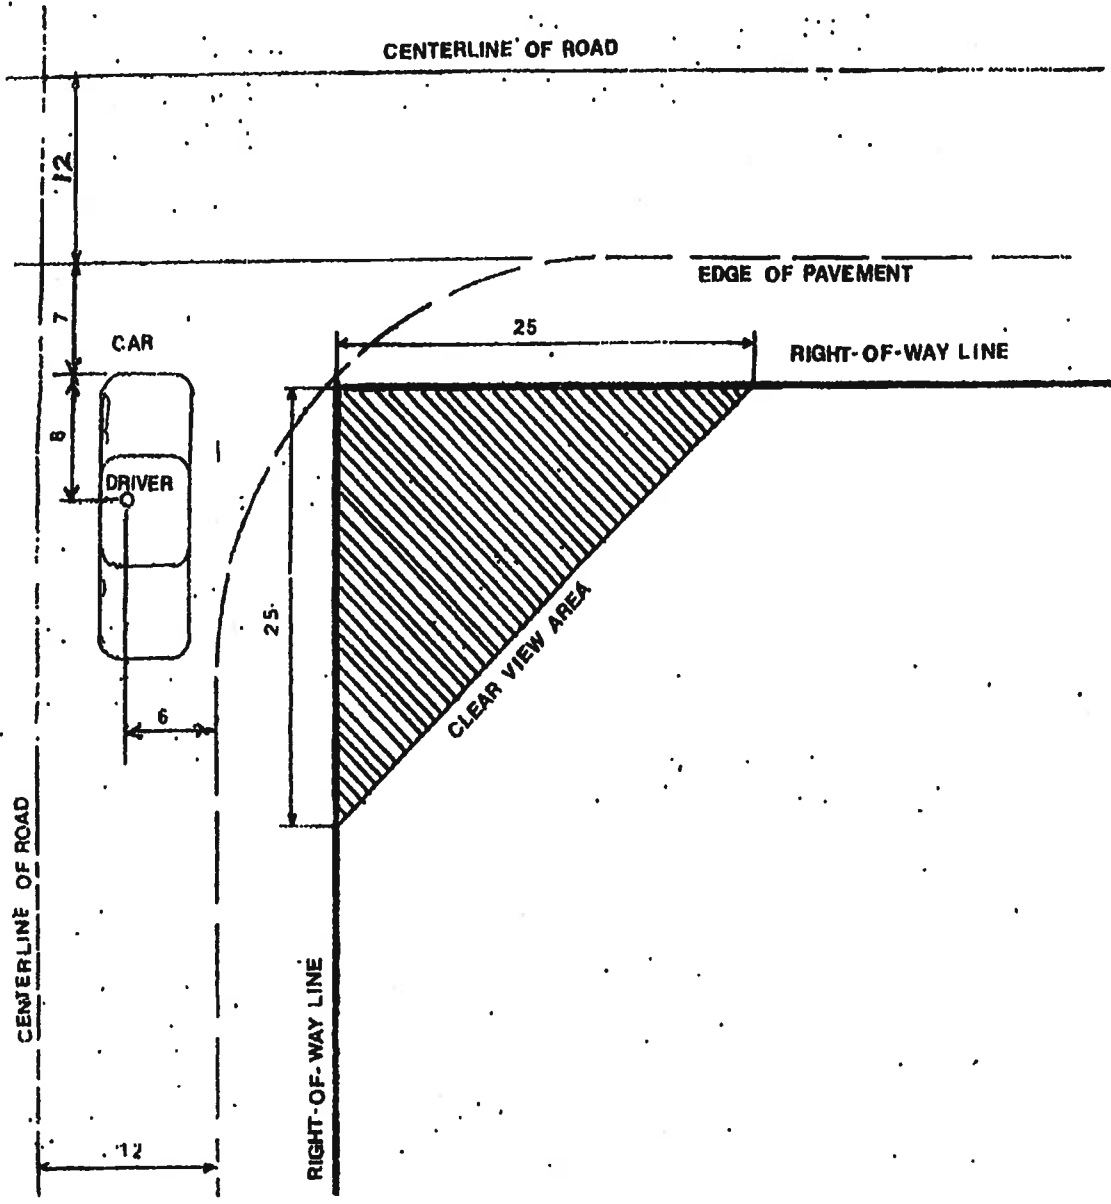 CENTERLINE OF ROAD
12
EDGE OF PAVEMENT
7
25
CAR
RIGHT-OF-WAY LINE
8
DRIVER
25
CLEAR VIEW AREA
6
CENTERLINE OF ROAD
RIGHT-OF-WAY LINE
12